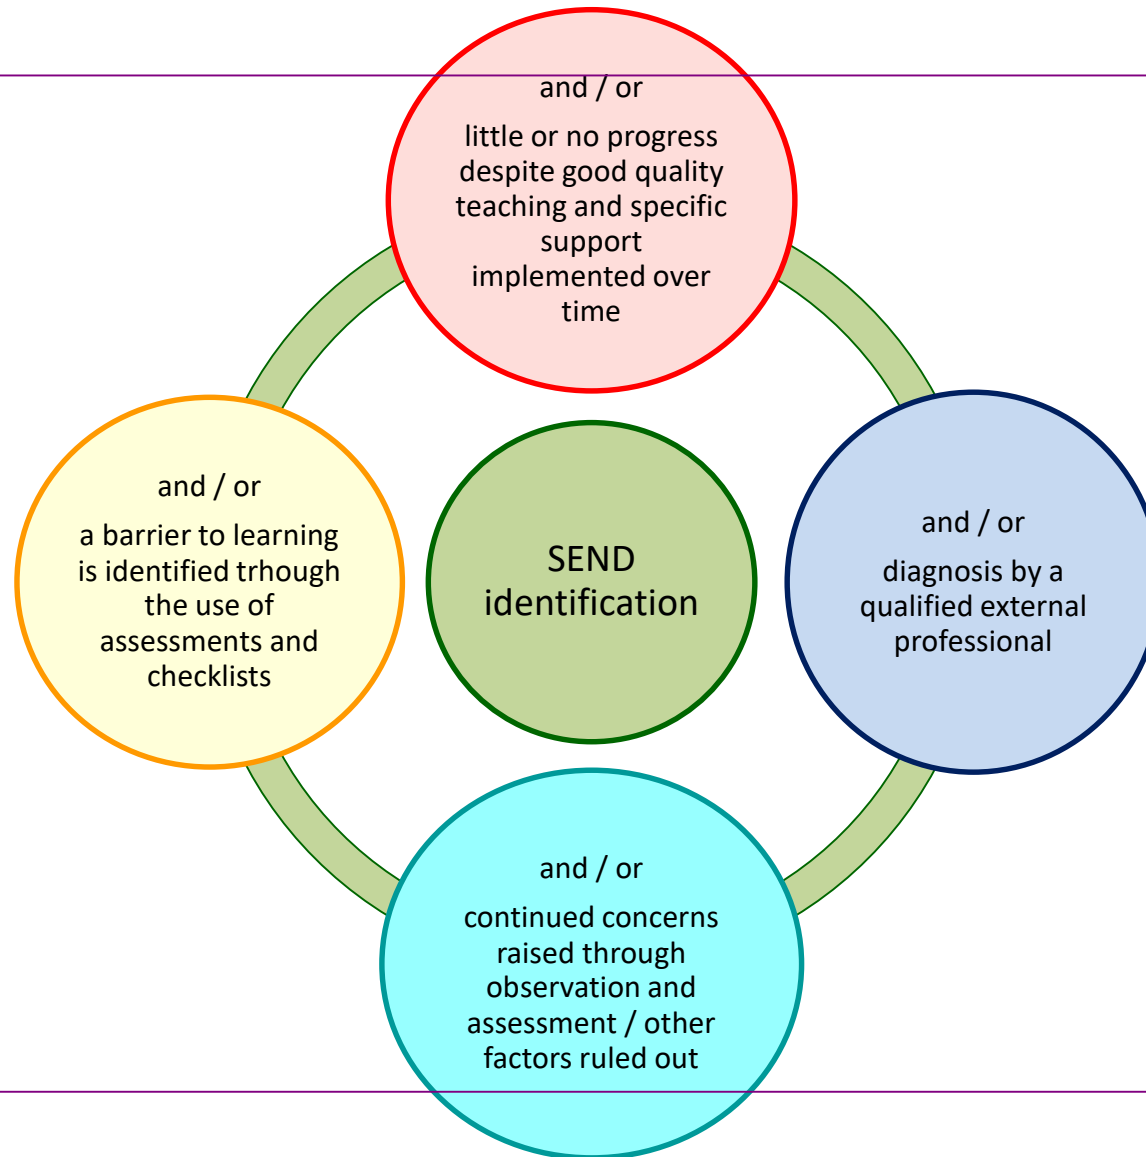 and / or
little or no progress
despite good quality
teaching and specific
support
implemented over
time
and / or
a barrier to learning
is identified trhough
the use of
assessments and
checklists
SEND
identification
and / or
diagnosis by a
qualified external
professional
and / or
continued concerns
raised through
observation and
assessment / other
factors ruled out